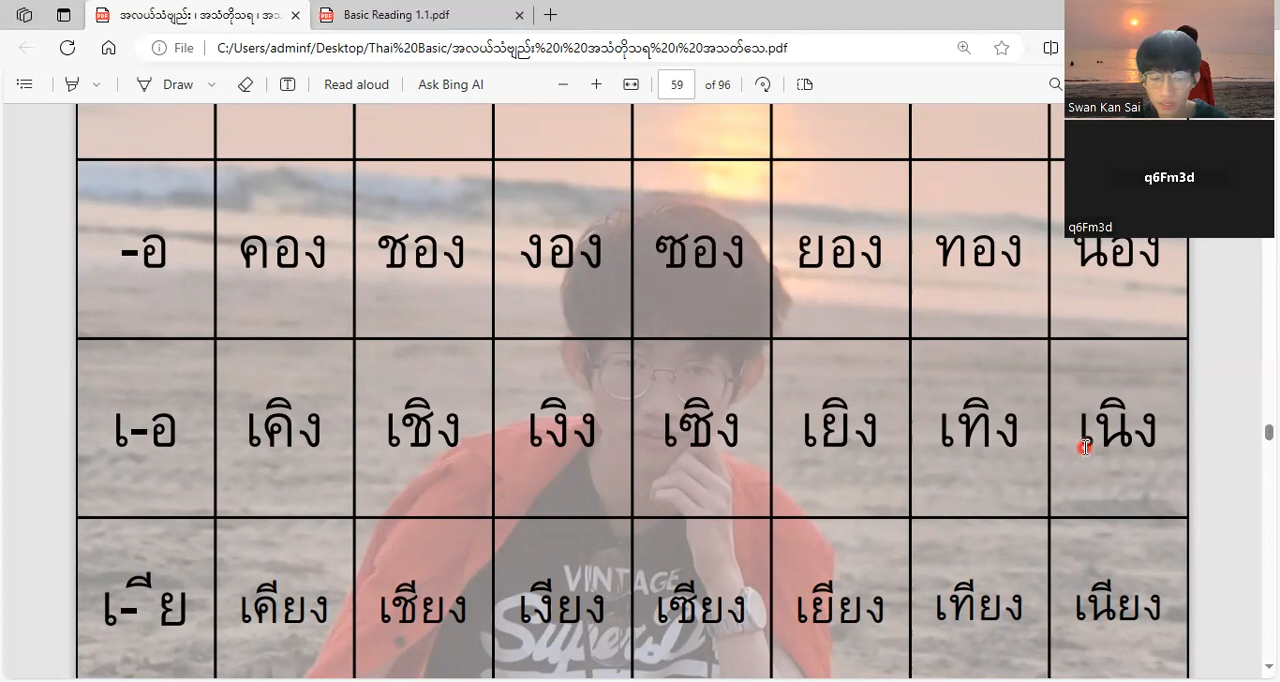 အလယ်သံဗျည်း ၊ အသံတိုသရ ၊ အသ
Basic Reading 1.1.pdf
File
C:/Users/adminf/Desktop/Thai%20Basic/အလယ်သံဗျည်း%20၊%20အသံတိုသရ%20၊%20အသတ်သေ.pdf
Draw
Read aloud
Ask Bing AI
59 of 96
Swan Kan Sai
q6Fm3d
q6Fm3d
-อ คอง ชอง งอง ซอง ยอง ทอง นอง
เ-อ เคิง เชิง เงิง เซิง เยิง เทิง เนิง
เ-ีย เคียง เชียง เงียง เซียง เยียง เทียง เนียง
VINTAGE